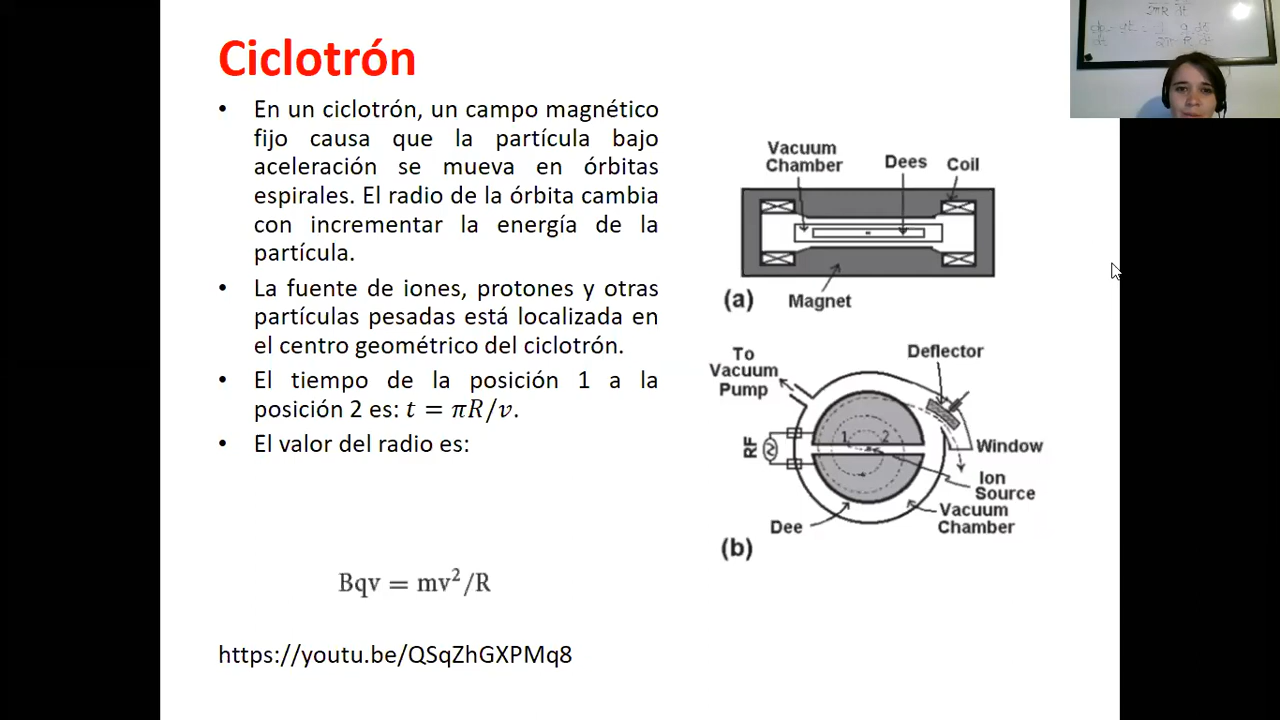 Ciclotrón
• En un ciclotrón, un campo magnético
fijo causa que la partícula bajo
aceleración se mueva en órbitas
espirales. El radio de la órbita cambia
con incrementar la energía de la
partícula.
• La fuente de iones, protones y otras
partículas pesadas está localizada en
el centro geométrico del ciclotrón.
• El tiempo de la posición 1 a la
posición 2 es: t = πR/v.
• El valor del radio es:
Bqv = mv²/R
https://youtu.be/QSqZhGXPMq8
Vacuum
Chamber
Dees
Coil
(a)
Magnet
To
Vacuum
Pump
Deflector
RF
1
2
Window
Ion
Source
Vacuum
Chamber
Dee
(b)